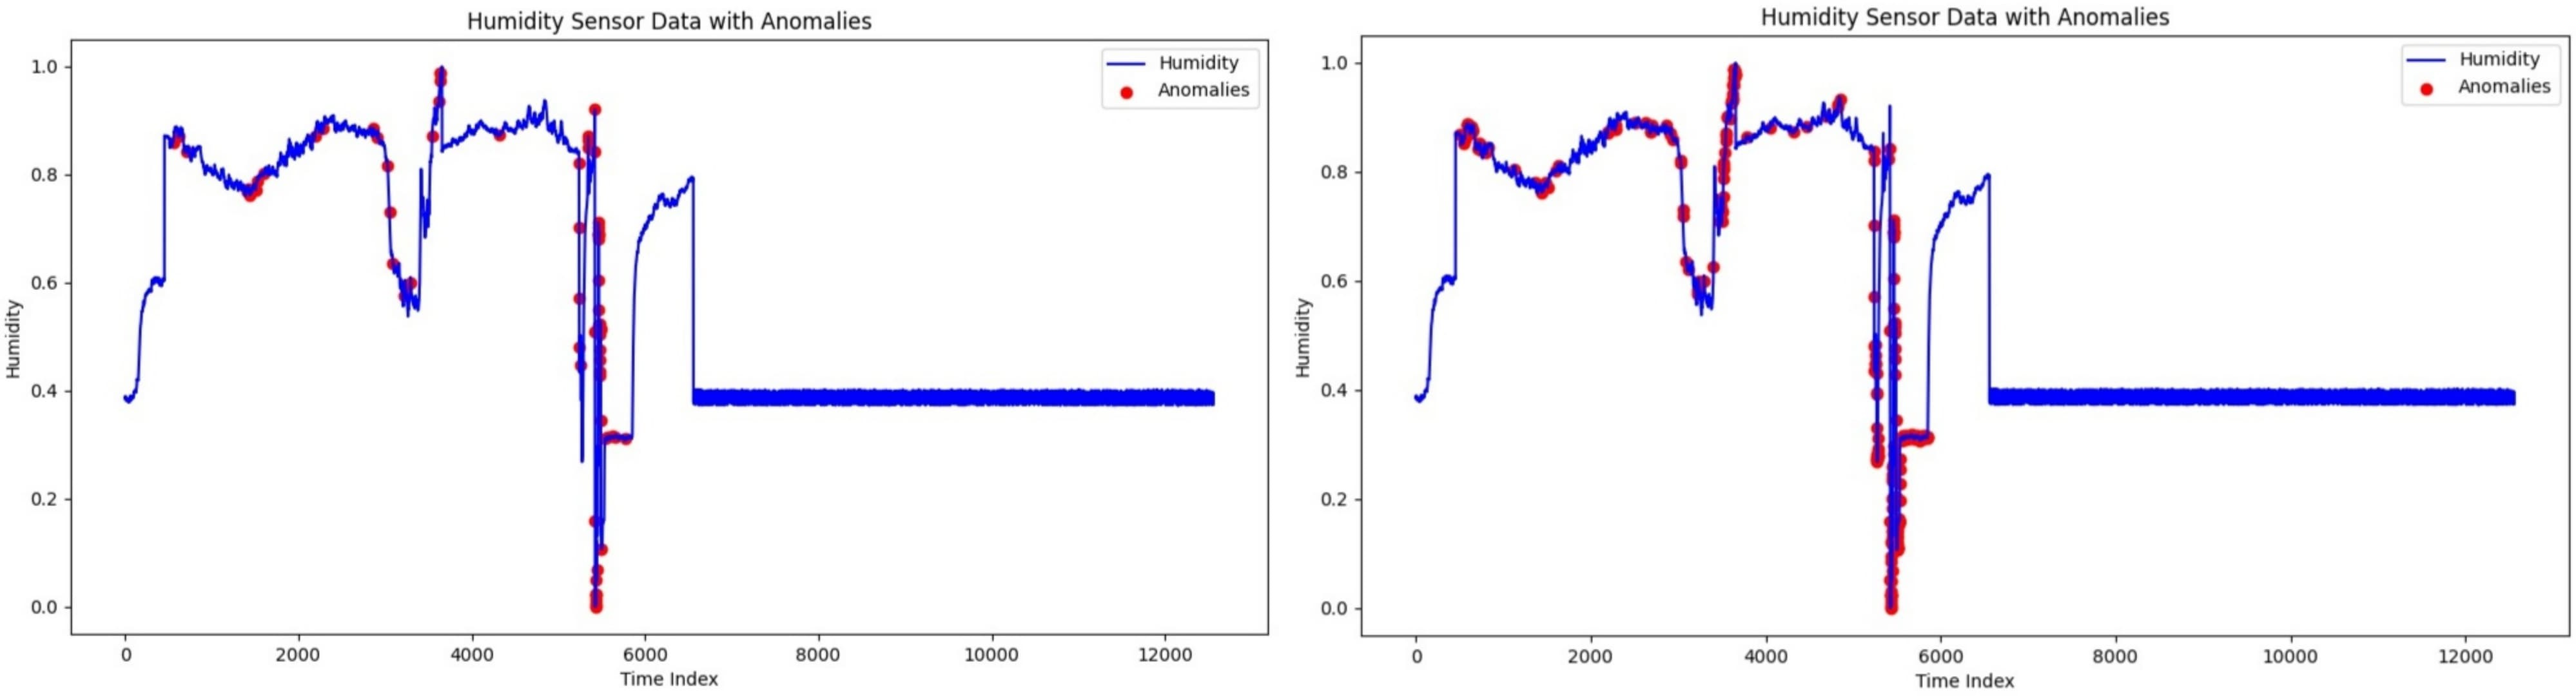 Humidity Sensor Data with Anomalies
Humidity
Anomalies
1.0
0.8
0.6
0.4
0.2
0.0
Humidity
0 2000 4000 6000 8000 10000 12000
Time Index
Humidity Sensor Data with Anomalies
Humidity
Anomalies
1.0
0.8
0.6
0.4
0.2
0.0
Humidity
0 2000 4000 6000 8000 10000 12000
Time Index